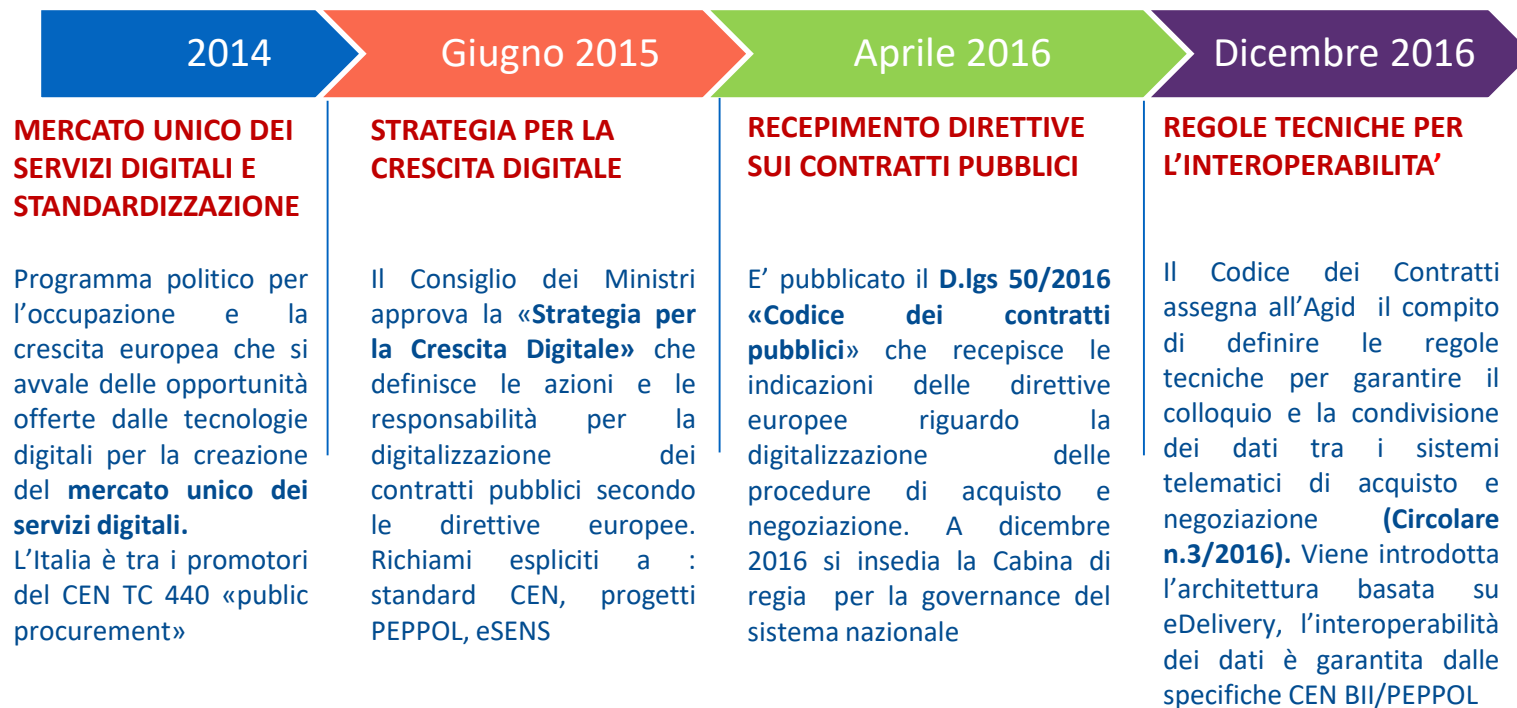 2014
Giugno 2015
Aprile 2016
Dicembre 2016
MERCATO UNICO DEI
SERVIZI DIGITALI E
STANDARDIZZAZIONE
Programma politico per
l'occupazione e la
crescita europea che si
avvale delle opportunità
offerte dalle tecnologie
digitali per la creazione
del mercato unico dei
servizi digitali.
L'Italia è tra i promotori
del CEN TC 440 «public
procurement»
STRATEGIA PER LA
CRESCITA DIGITALE
Il Consiglio dei Ministri
approva la «Strategia per
la Crescita Digitale» che
definisce le azioni e le
responsabilità per la
digitalizzazione dei
contratti pubblici secondo
le direttive europee.
Richiami espliciti a :
standard CEN, progetti
PEPPOL, eSENS
RECEPIMENTO DIRETTIVE
SUI CONTRATTI PUBBLICI
E' pubblicato il D.lgs 50/2016
«Codice dei contratti
pubblici» che recepisce le
indicazioni delle direttive
europee riguardo la
digitalizzazione delle
procedure di acquisto e
negoziazione. A dicembre
2016 si insedia la Cabina di
regia per la governance del
sistema nazionale
REGOLE TECNICHE PER
L'INTEROPERABILITA'
Il Codice dei Contratti
assegna all'Agid il compito
di definire le regole
tecniche per garantire il
colloquio e la condivisione
dei dati tra i sistemi
telematici di acquisto e
negoziazione (Circolare
n.3/2016). Viene introdotta
l'architettura basata su
eDelivery, l'interoperabilità
dei dati è garantita dalle
specifiche CEN BII/PEPPOL